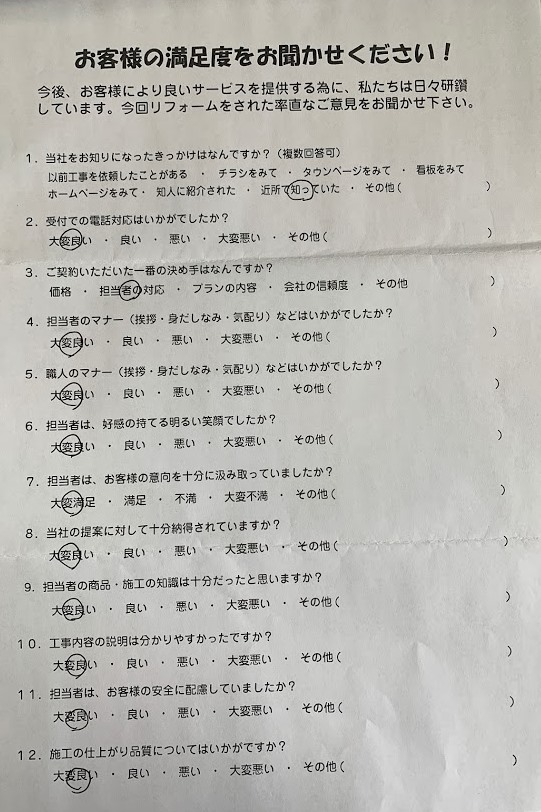 お客様の満足度をお聞かせください！
今後、お客様により良いサービスを提供する為に、私たちは日々研鑽
しています。今回リフォームをされた率直なご意見をお聞かせ下さい。
1．当社をお知りになったきっかけはなんですか？（複数回答可）
以前工事を依頼したことがある ・ チラシをみて ・ タウンページをみて ・ 看板をみて
ホームページをみて・ 知人に紹介された ・ 近所で知っていた ・ その他（ ）
2．受付での電話対応はいかがでしたか？
大変良い ・ 良い ・ 悪い ・ 大変悪い ・ その他（ ）
3．ご契約いただいた一番の決め手はなんですか？
価格 ・ 担当者の対応 ・ プランの内容 ・ 会社の信頼度 ・ その他 ）
4．担当者のマナー（挨拶・身だしなみ・気配り）などはいかがでしたか？
大変良い ・ 良い ・ 悪い ・ 大変悪い ・ その他（ ）
5．職人のマナー（挨拶・身だしなみ・気配り）などはいかがでしたか？
大変良い ・ 良い ・ 悪い ・ 大変悪い ・ その他（ ）
6．担当者は、好感の持てる明るい笑顔でしたか？
大変良い ・ 良い ・ 悪い ・ 大変悪い ・ その他（ ）
7．担当者は、お客様の意向を十分に汲み取っていましたか？
大変満足 ・ 満足 ・ 不満 ・ 大変不満 ・ その他（ ）
8．当社の提案に対して十分納得されていますか？
大変良い ・ 良い ・ 悪い ・ 大変悪い ・ その他（ ）
9．担当者の商品・施工の知識は十分だったと思いますか？
大変良い ・ 良い ・ 悪い ・ 大変悪い ・ その他（ ）
10．工事内容の説明は分かりやすかったですか？
大変良い ・ 良い ・ 悪い ・ 大変悪い ・ その他（ ）
11．担当者は、お客様の安全に配慮していましたか？
大変良い ・ 良い ・ 悪い ・ 大変悪い ・ その他（ ）
12．施工の仕上がり品質についてはいかがですか？
大変良い ・ 良い ・ 悪い ・ 大変悪い ・ その他（ ）